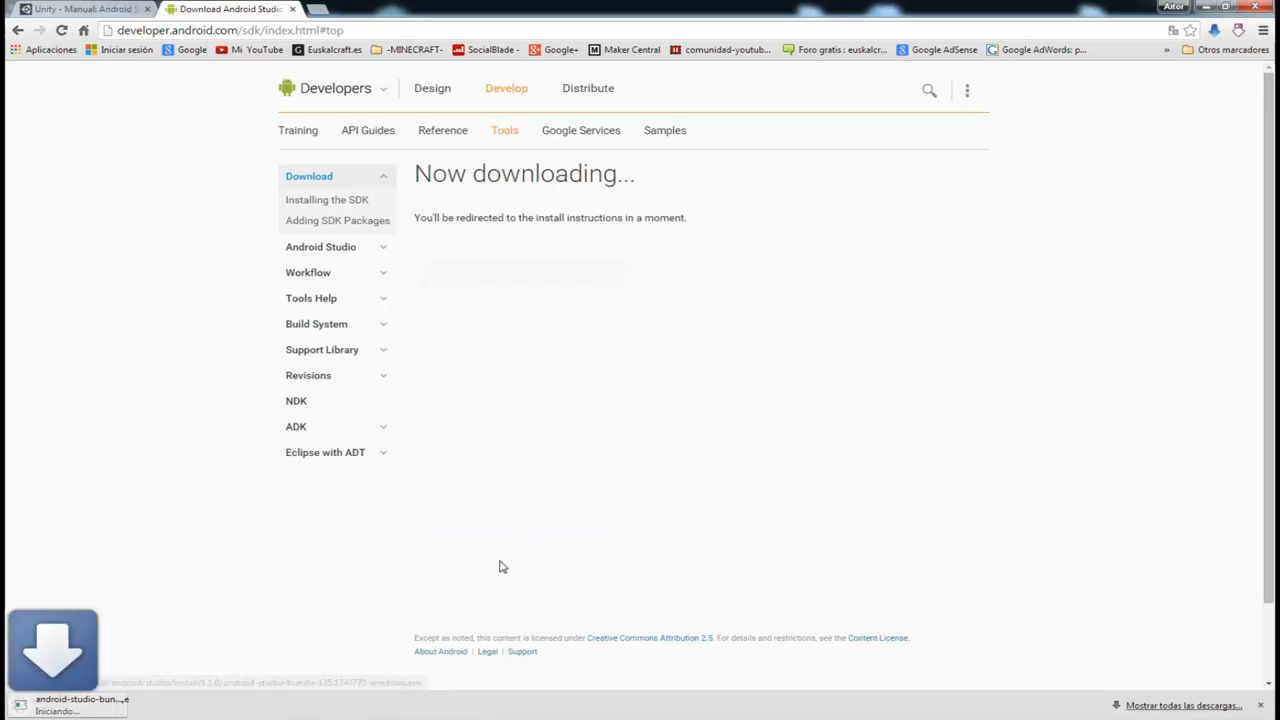 Unity - Manual: Android S
Download Android Studio
Aitor
developer.android.com/sdk/index.html#top
Aplicaciones
Iniciar sesión
Google
Mi YouTube
Euskalcraft.es
-MINECRAFT-
SocialBlade -
Google+
Maker Central
comunidad-youtub...
Foro gratis : euskalcr...
Google AdSense
Google AdWords: p...
»
Otros marcadores
Developers
Design
Develop
Distribute
Training
API Guides
Reference
Tools
Google Services
Samples
Download
Installing the SDK
Adding SDK Packages
Android Studio
Workflow
Tools Help
Build System
Support Library
Revisions
NDK
ADK
Eclipse with ADT
Now downloading...
You'll be redirected to the install instructions in a moment.
Except as noted, this content is licensed under Creative Commons Attribution 2.5. For details and restrictions, see the Content License.
About Android | Legal | Support
android-studio-bun....e
Iniciando...
Mostrar todas las descargas...